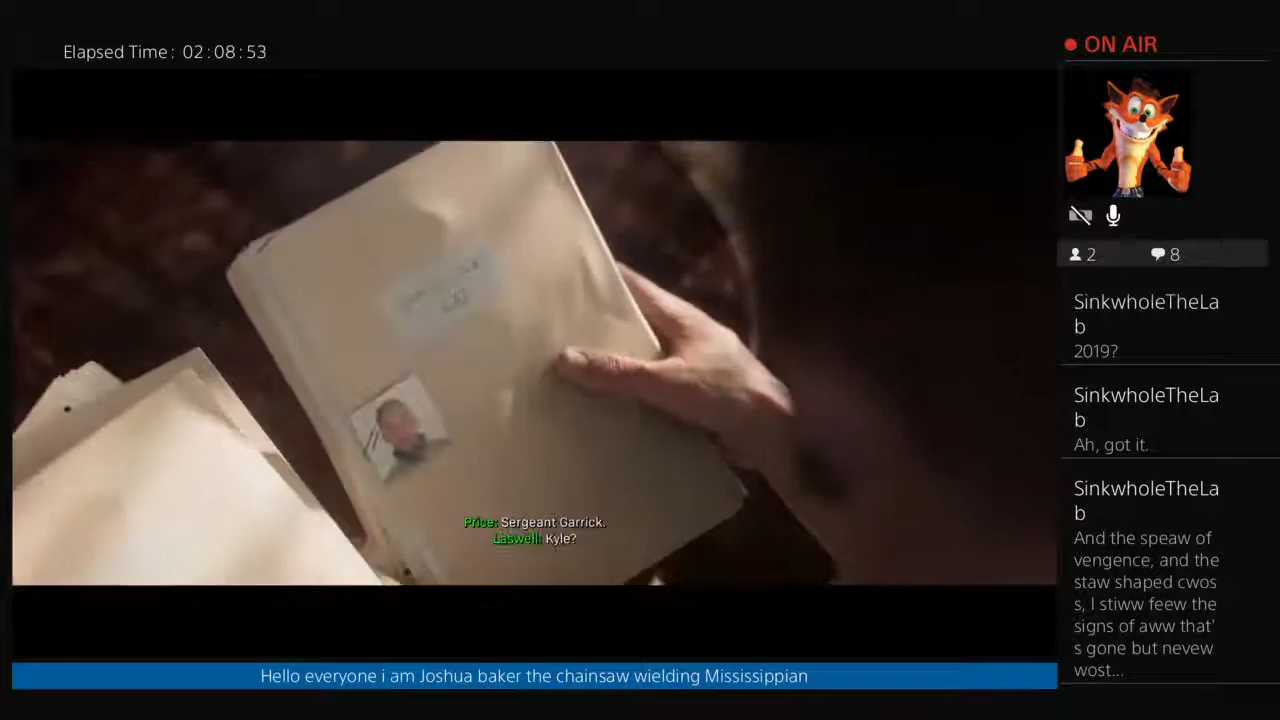 Elapsed Time: 02:08:53
ON AIR
2
8
SinkwholeTheLa
b
2019?
SinkwholeTheLa
b
Ah, got it.
SinkwholeTheLa
b
And the speaw of
vengence, and the
staw shaped cwos
s, I stiww feew the
signs of aww that'
s gone but nevew
wost...
Price: Sergeant Garrick.
Laswell: Kyle?
Hello everyone i am Joshua baker the chainsaw wielding Mississippian